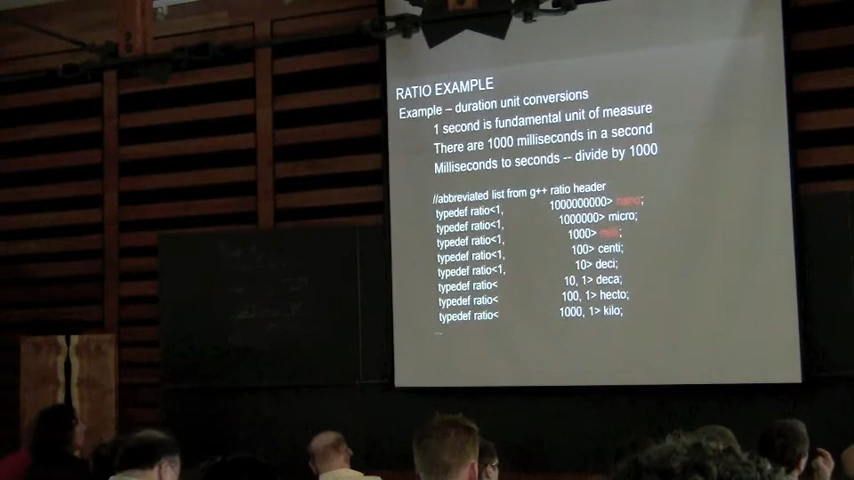 RATIO EXAMPLE
Example – duration unit conversions
1 second is fundamental unit of measure
There are 1000 milliseconds in a second
Milliseconds to seconds -- divide by 1000
//abbreviated list from g++ ratio header
typedef ratio<1, 1000000000> nano;
typedef ratio<1, 1000000> micro;
typedef ratio<1, 1000> milli;
typedef ratio<1, 100> centi;
typedef ratio<1, 10> deci;
typedef ratio< 10, 1> deca;
typedef ratio< 100, 1> hecto;
typedef ratio< 1000, 1> kilo;
...